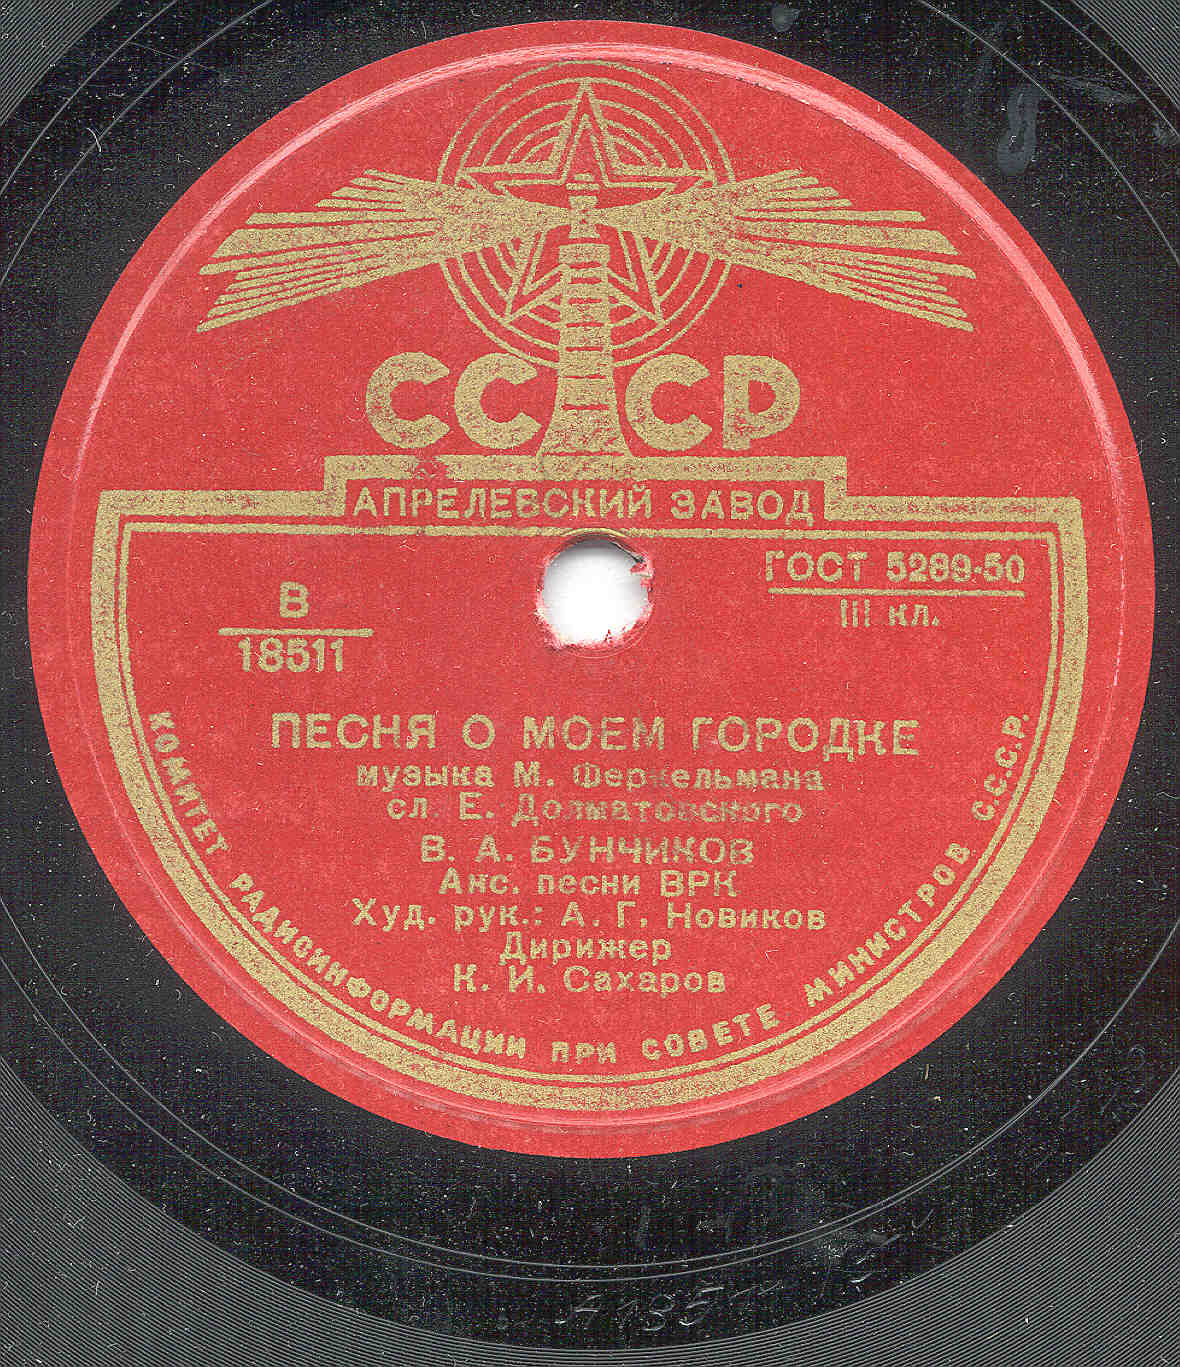 СССР
АПРЕЛЕВСКИЙ ЗАВОД
ГОСТ 5289-50
III кл.
В
18511
ПЕСНЯ О МОЕМ ГОРОДКЕ
музыка М. Феркельмана
сл. Е. Долматовского
В. А. БУНЧИКОВ
Анс. песни ВРК
Худ. рук.: А. Г. Новиков
Дирижер
К. И. Сахаров
КОМИТЕТ РАДИОИНФОРМАЦИИ ПРИ СОВЕТЕ МИНИСТРОВ С.С.С.Р.